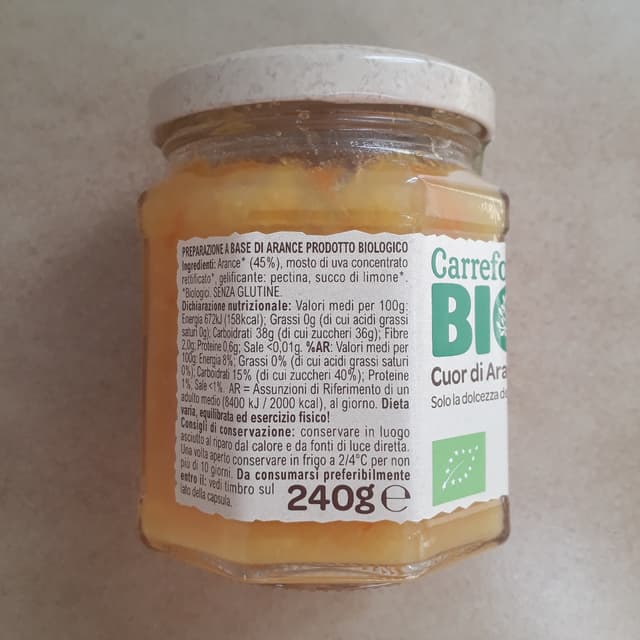 PREPARAZIONE A BASE DI ARANCE PRODOTTO BIOLOGICO
Ingredienti: Arance* (45%), mosto di uva concentrato
rettificato*, gelificante: pectina, succo di limone*.
*Biologici. SENZA GLUTINE.
Dichiarazione nutrizionale: Valori medi per 100g:
Energia 672kJ (158kcal); Grassi 0g (di cui acidi grassi
saturi 0g); Carboidrati 38g (di cui zuccheri 36g); Fibre
2,0g; Proteine 0,6g; Sale <0,01g. %AR: Valori medi per
100g: Energia 8%; Grassi 0% (di cui acidi grassi saturi
0%); Carboidrati 15% (di cui zuccheri 40%); Proteine
1%; Sale <1%. AR = Assunzioni di Riferimento di un
adulto medio (8400 kJ / 2000 kcal), al giorno. Dieta
varia, equilibrata ed esercizio fisico!
Consigli di conservazione: conservare in luogo
asciutto al riparo dal calore e da fonti di luce diretta.
Una volta aperto conservare in frigo a 2/4°C per non
più di 10 giorni. Da consumarsi preferibilmente
entro il: vedi timbro sul
lato della capsula.
240g e
Carrefo
BIO
Cuor di Ara
Solo la dolcezza de